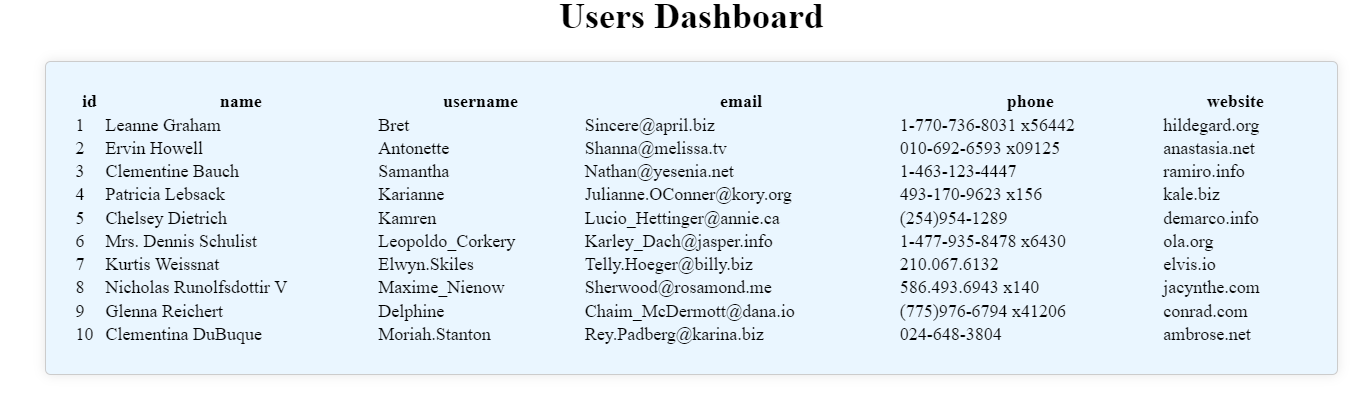 Users Dashboard
id name username email phone website
1 Leanne Graham Bret Sincere@april.biz 1-770-736-8031 x56442 hildegard.org
2 Ervin Howell Antonette Shanna@melissa.tv 010-692-6593 x09125 anastasia.net
3 Clementine Bauch Samantha Nathan@yesenia.net 1-463-123-4447 ramiro.info
4 Patricia Lebsack Karianne Julianne.OConner@kory.org 493-170-9623 x156 kale.biz
5 Chelsey Dietrich Kamren Lucio_Hettinger@annie.ca (254)954-1289 demarco.info
6 Mrs. Dennis Schulist Leopoldo_Corkery Karley_Dach@jasper.info 1-477-935-8478 x6430 ola.org
7 Kurtis Weissnat Elwyn.Skiles Telly.Hoeger@billy.biz 210.067.6132 elvis.io
8 Nicholas Runolfsdottir V Maxime_Nienow Sherwood@rosamond.me 586.493.6943 x140 jacynthe.com
9 Glenna Reichert Delphine Chaim_McDermott@dana.io (775)976-6794 x41206 conrad.com
10 Clementina DuBuque Moriah.Stanton Rey.Padberg@karina.biz 024-648-3804 ambrose.net